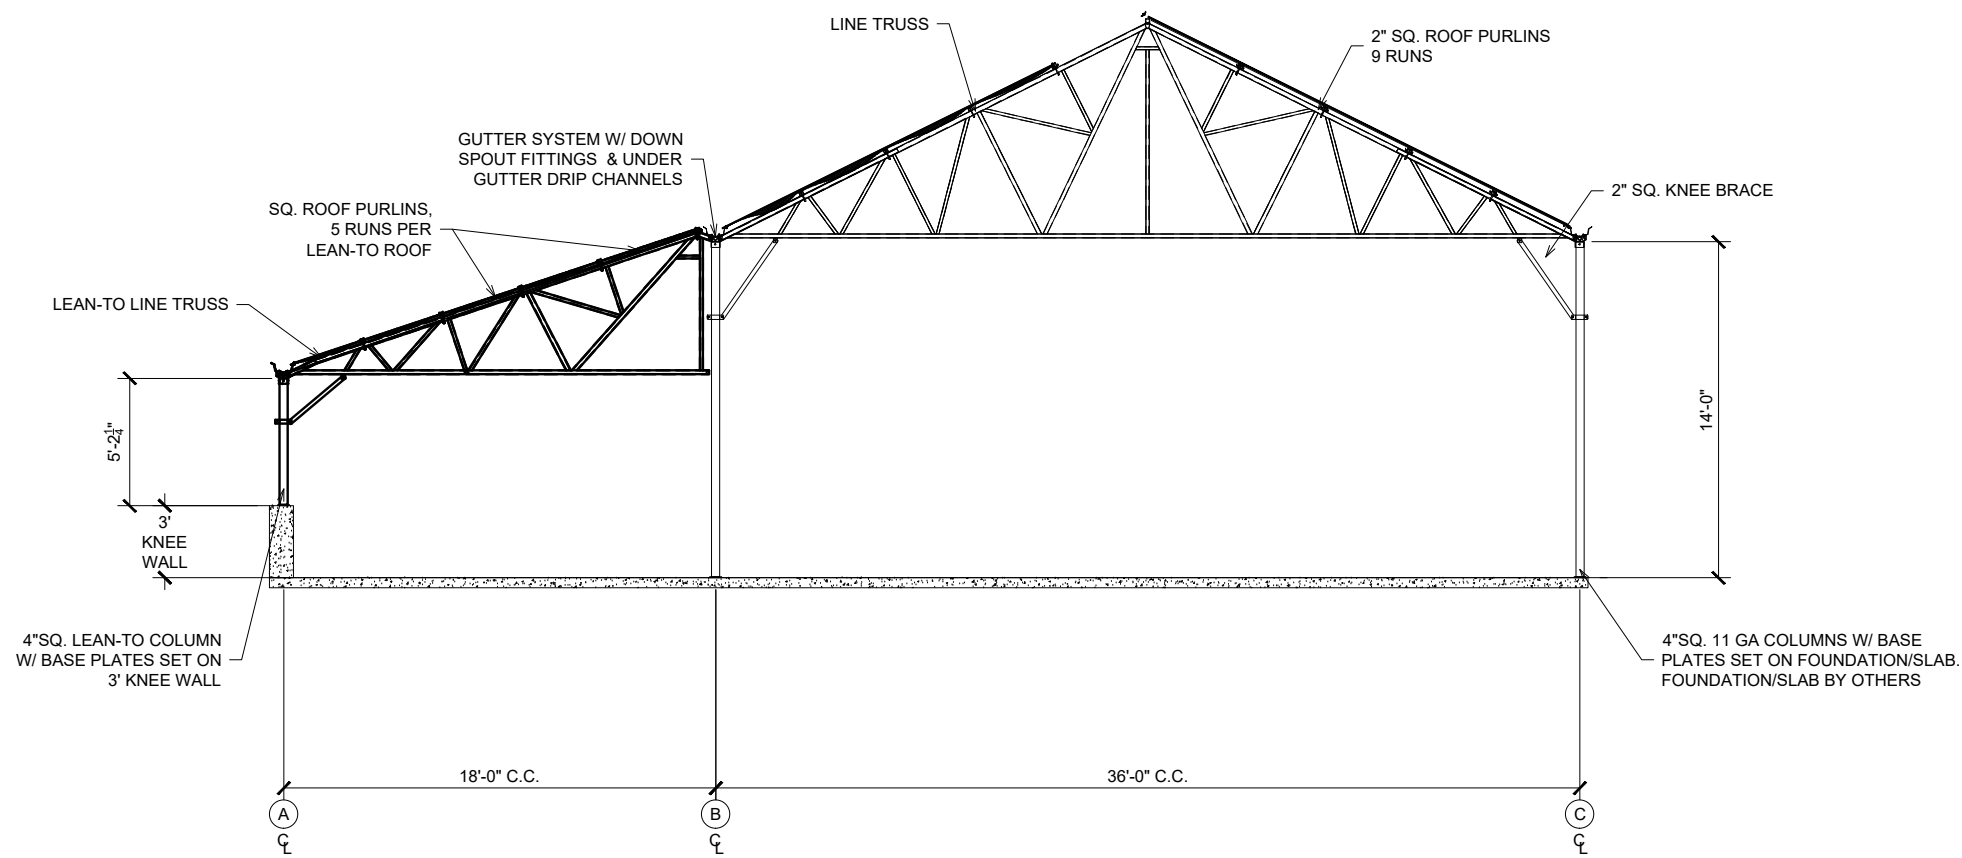 LINE TRUSS
2" SQ. ROOF PURLINS
9 RUNS
GUTTER SYSTEM W/ DOWN
SPOUT FITTINGS & UNDER
GUTTER DRIP CHANNELS
2" SQ. KNEE BRACE
SQ. ROOF PURLINS,
5 RUNS PER
LEAN-TO ROOF
LEAN-TO LINE TRUSS
5'-2 1/4"
14'-0"
3'
KNEE
WALL
4"SQ. LEAN-TO COLUMN
W/ BASE PLATES SET ON
3' KNEE WALL
4"SQ. 11 GA COLUMNS W/ BASE
PLATES SET ON FOUNDATION/SLAB.
FOUNDATION/SLAB BY OTHERS
18'-0" C.C.
36'-0" C.C.
A
B
C
℄
℄
℄